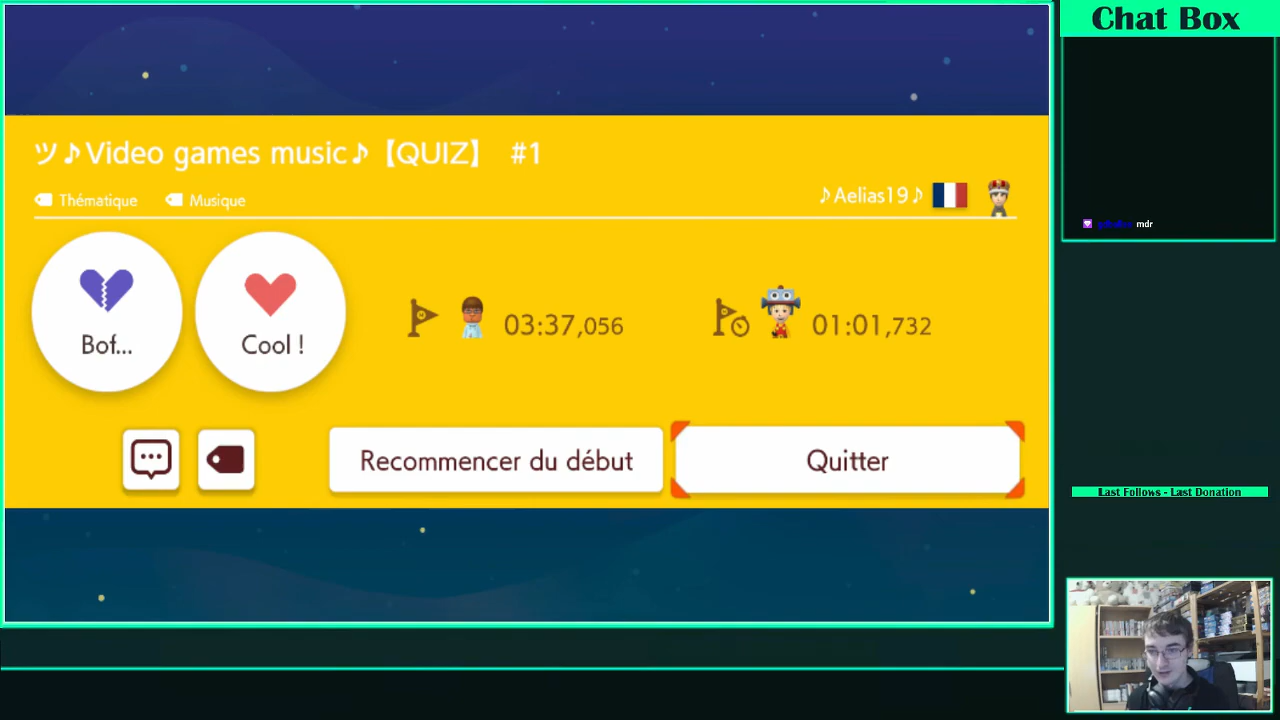 Chat Box
ツ♪Video games music♪【QUIZ】 #1
Thématique Musique
♪Aelias19♪
Bof...
Cool !
03:37,056
01:01,732
mdr
Recommencer du début
Quitter
Last Follows - Last Donation